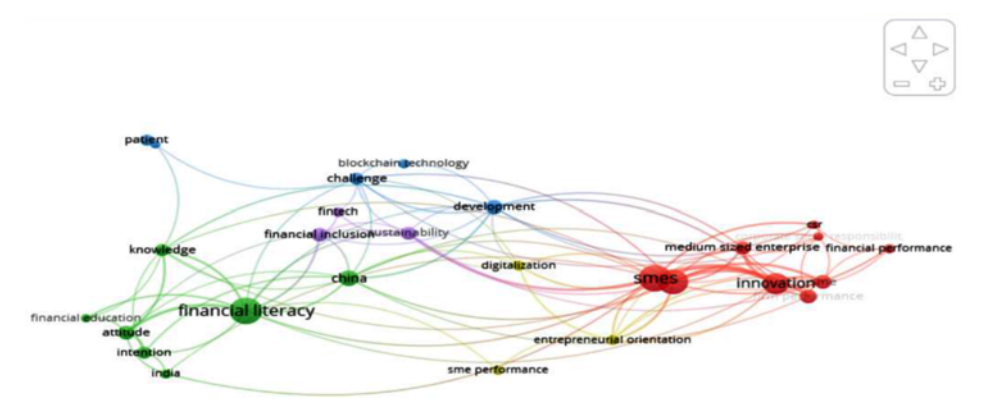 patient
blockchain technology
challenge
fintech
development
financial inclusion
sustainability
csr
knowledge
medium sized enterprise
financial performance
digitalization
china
smes
innovation
financial literacy
financial education
attitude
entrepreneurial orientation
intention
india
sme performance